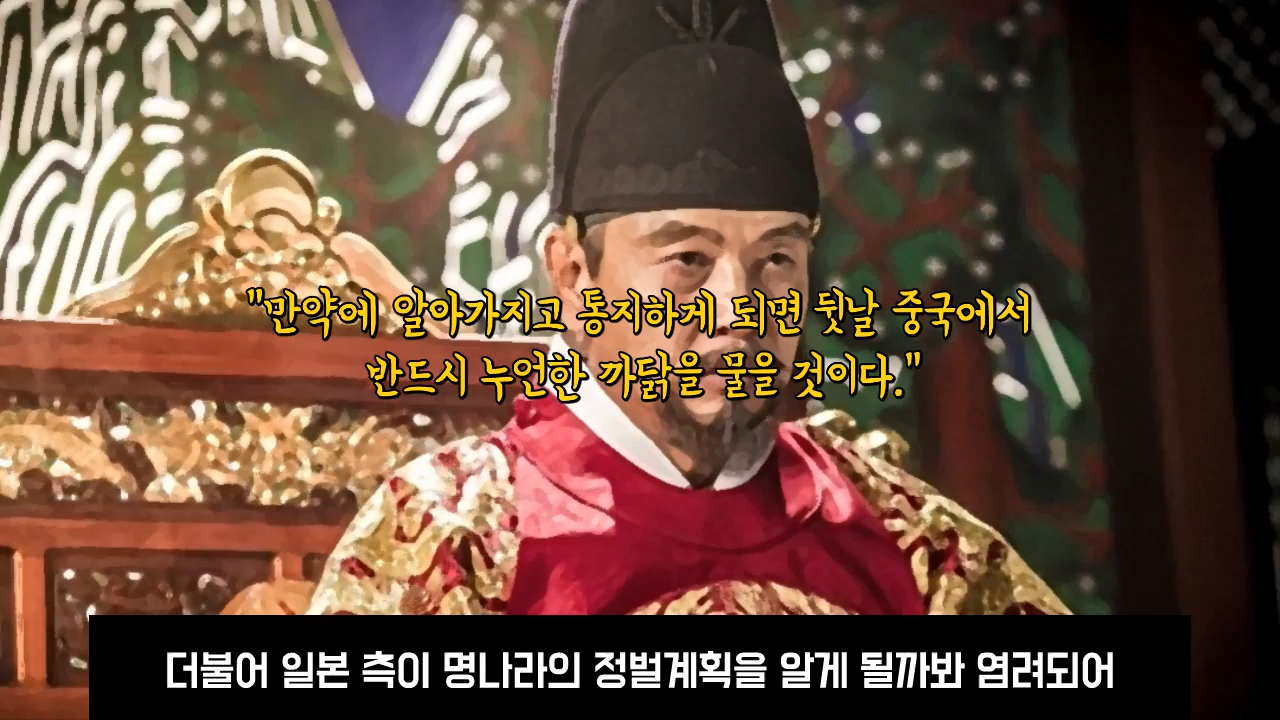 "만약에 알아가지고 통지하게 되면 뒷날 중국에서
반드시 누언한 까닭을 물을 것이다."
더불어 일본 측이 명나라의 정벌계획을 알게 될까봐 염려되어